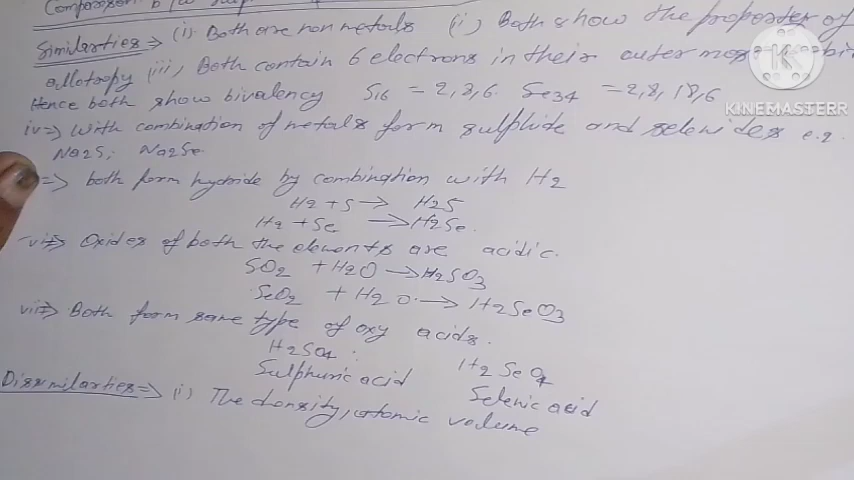 Comparison b/w
Similarties => (i) Both are non metals (i) Both show the properter of
allotropy (iii) Both contain 6 electrons in their outer most
Hence both show bivalency S16 = 2,8,6. Se34 = 2,8,18,6
iv => With combination of metals form sulphide and selenides e.g.
Na2S; Na2Se
=> both form hydride by combination with H2
H2 + S -> H2S
H2 + Se -> H2Se.
vi => Oxides of both the elements are acidic.
SO2 + H2O -> H2SO3
SeO2 + H2O. -> H2SeO3
vii => Both form same type of oxy acids.
H2SO4 : H2SeO4
Sulphuric acid Selenic acid
Dissimilarties => (i) The density, atomic volume
KINEMASTER